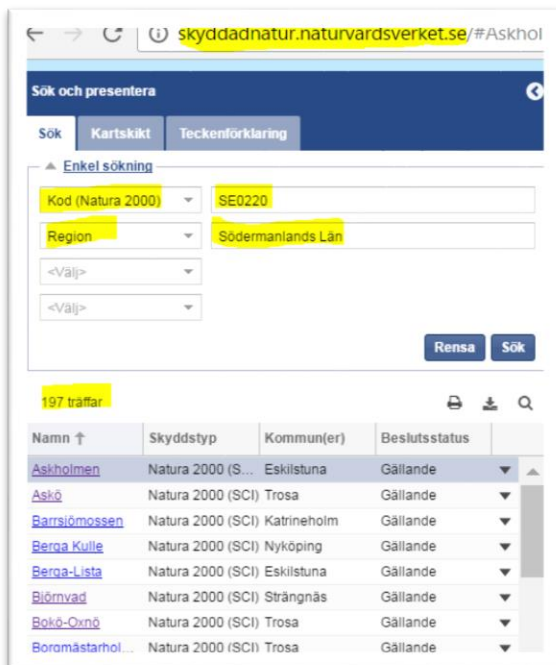 skyddadnatur.naturvardsverket.se/#Askhol
Sök och presentera
Sök Kartskikt Teckenförklaring
Enkel sökning
Kod (Natura 2000) SE0220
Region Södermanlands Län
<Välj>
<Välj>
Rensa Sök
197 träffar
Namn ↑ Skyddstyp Kommun(er) Beslutsstatus
Askholmen Natura 2000 (S... Eskilstuna Gällande
Askö Natura 2000 (SCI) Trosa Gällande
Barrsjömossen Natura 2000 (SCI) Katrineholm Gällande
Berga Kulle Natura 2000 (SCI) Nyköping Gällande
Berga-Lista Natura 2000 (SCI) Eskilstuna Gällande
Björnvad Natura 2000 (SCI) Strängnäs Gällande
Bokö-Oxnö Natura 2000 (SCI) Trosa Gällande
Borgmästarhol... Natura 2000 (SCI) Trosa Gällande